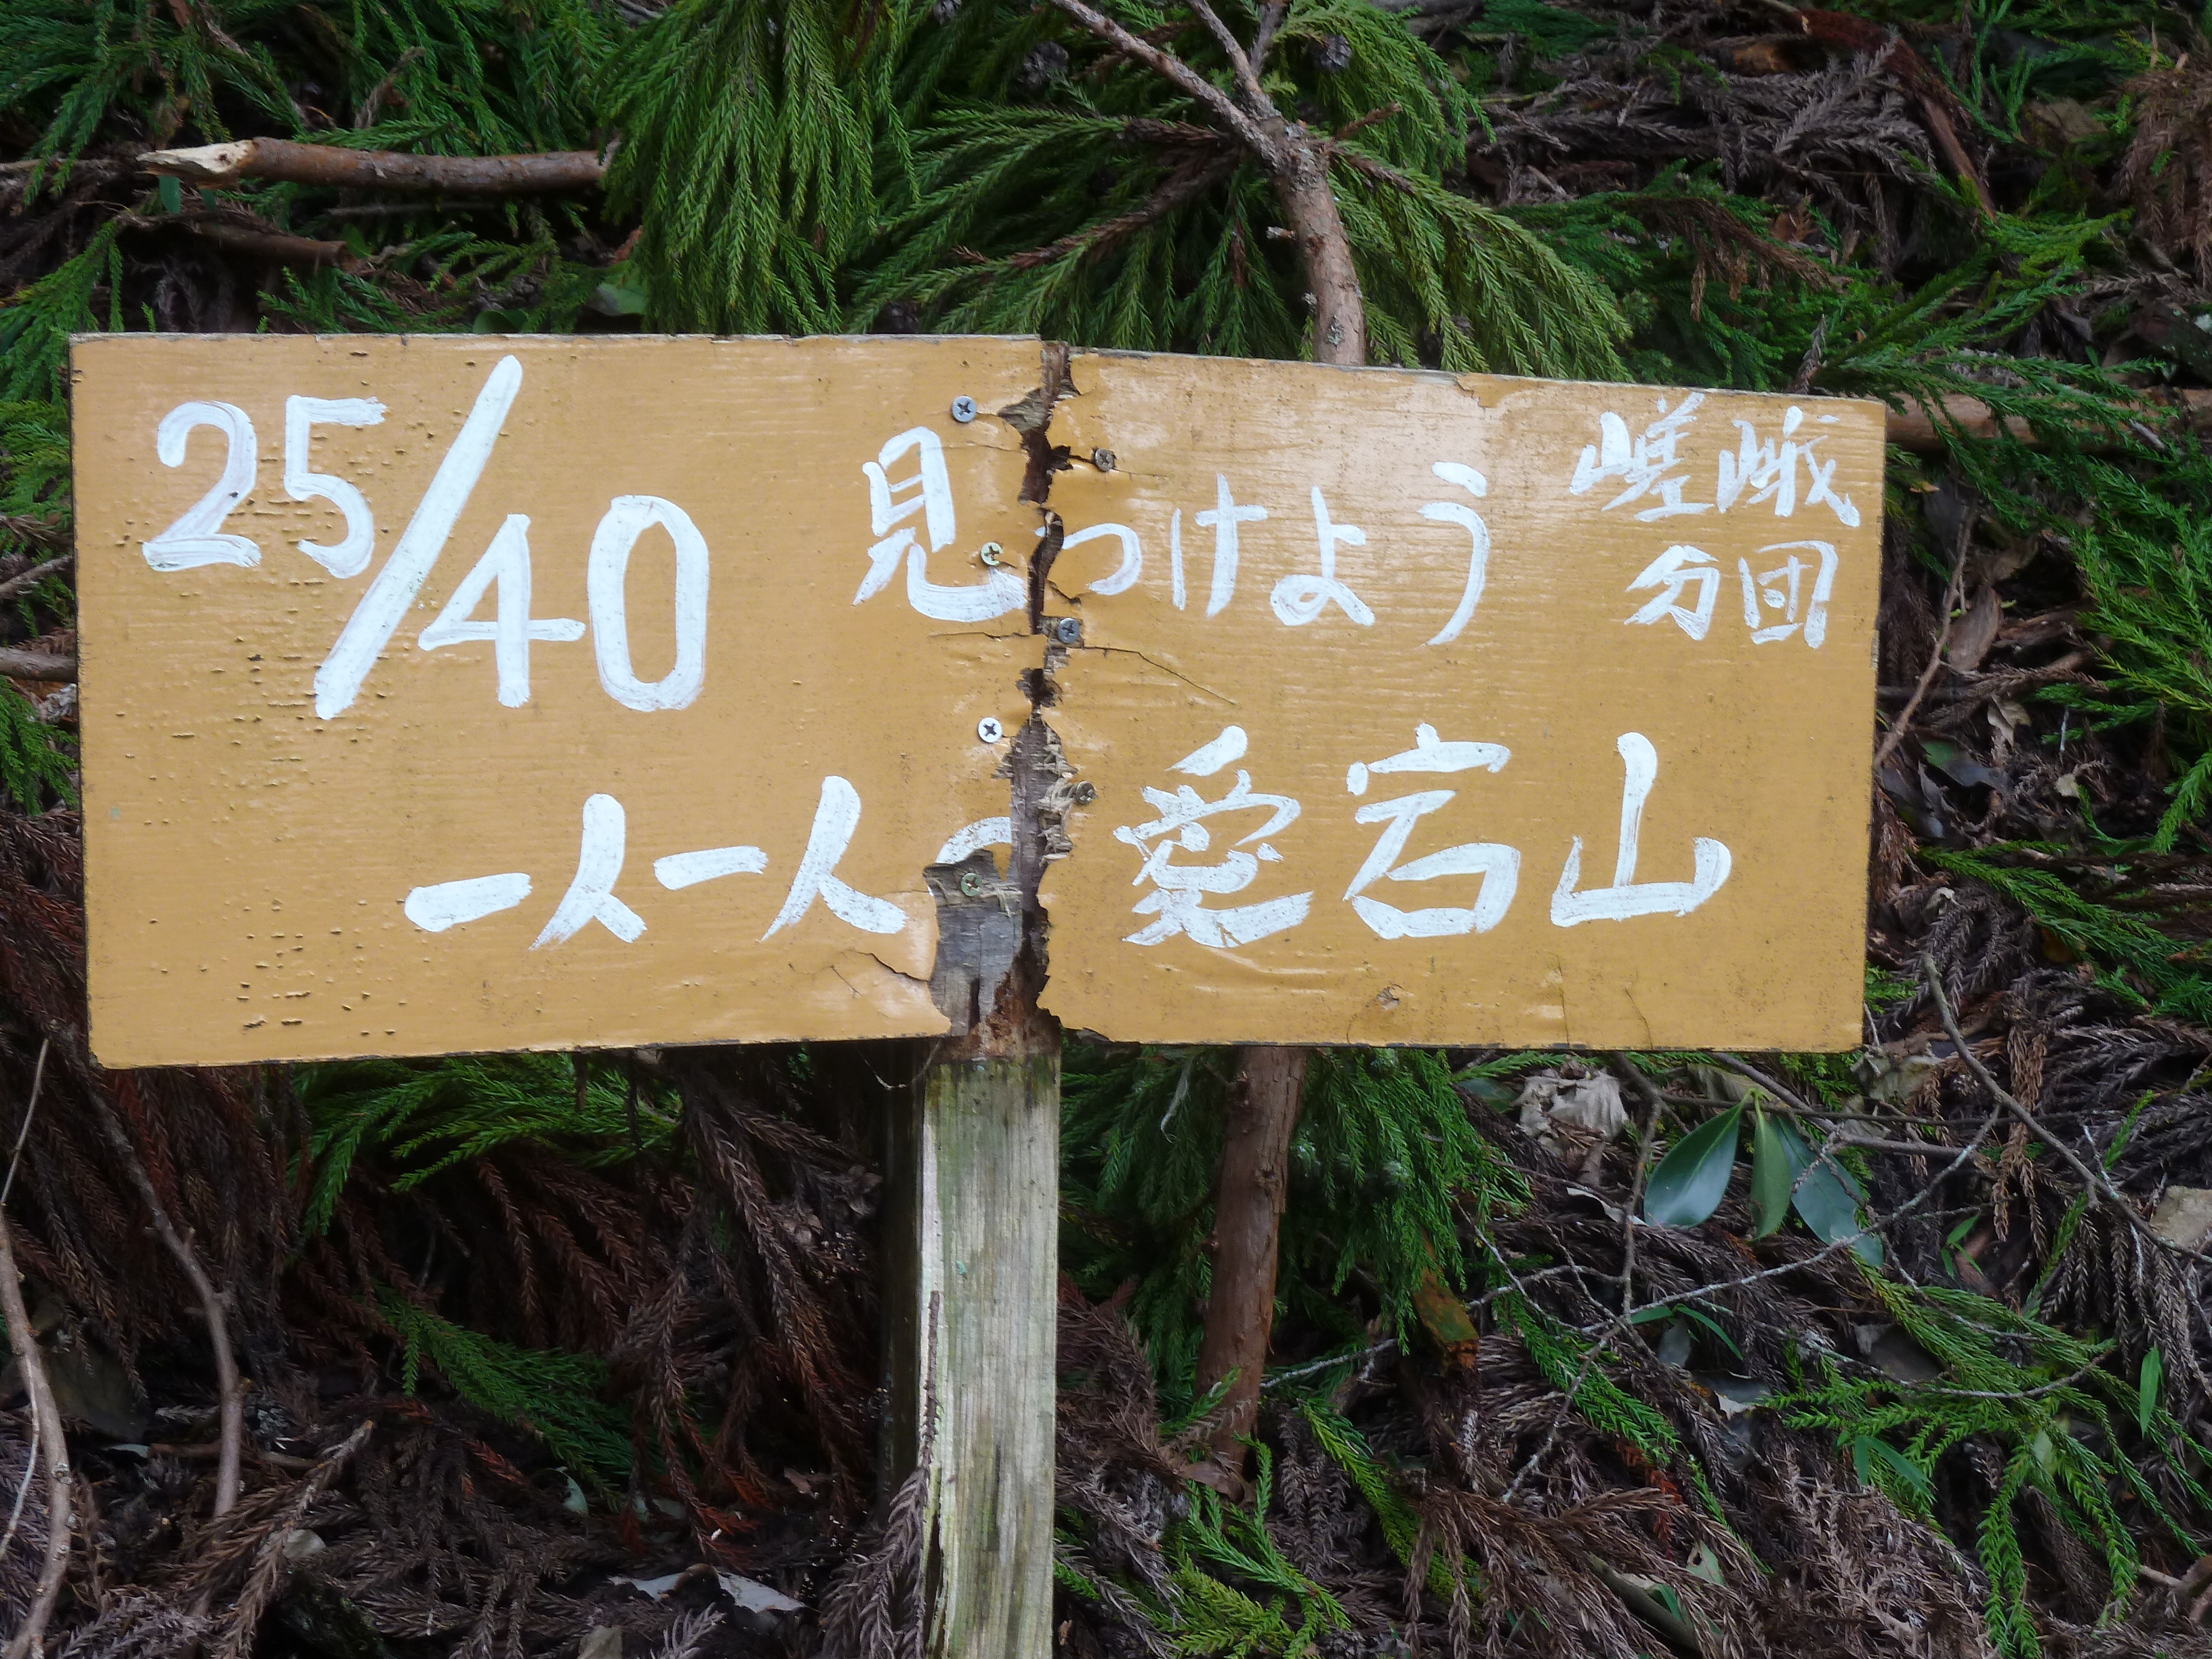 25/40
見つけよう
嵯峨
分団
一人一人の愛宕山